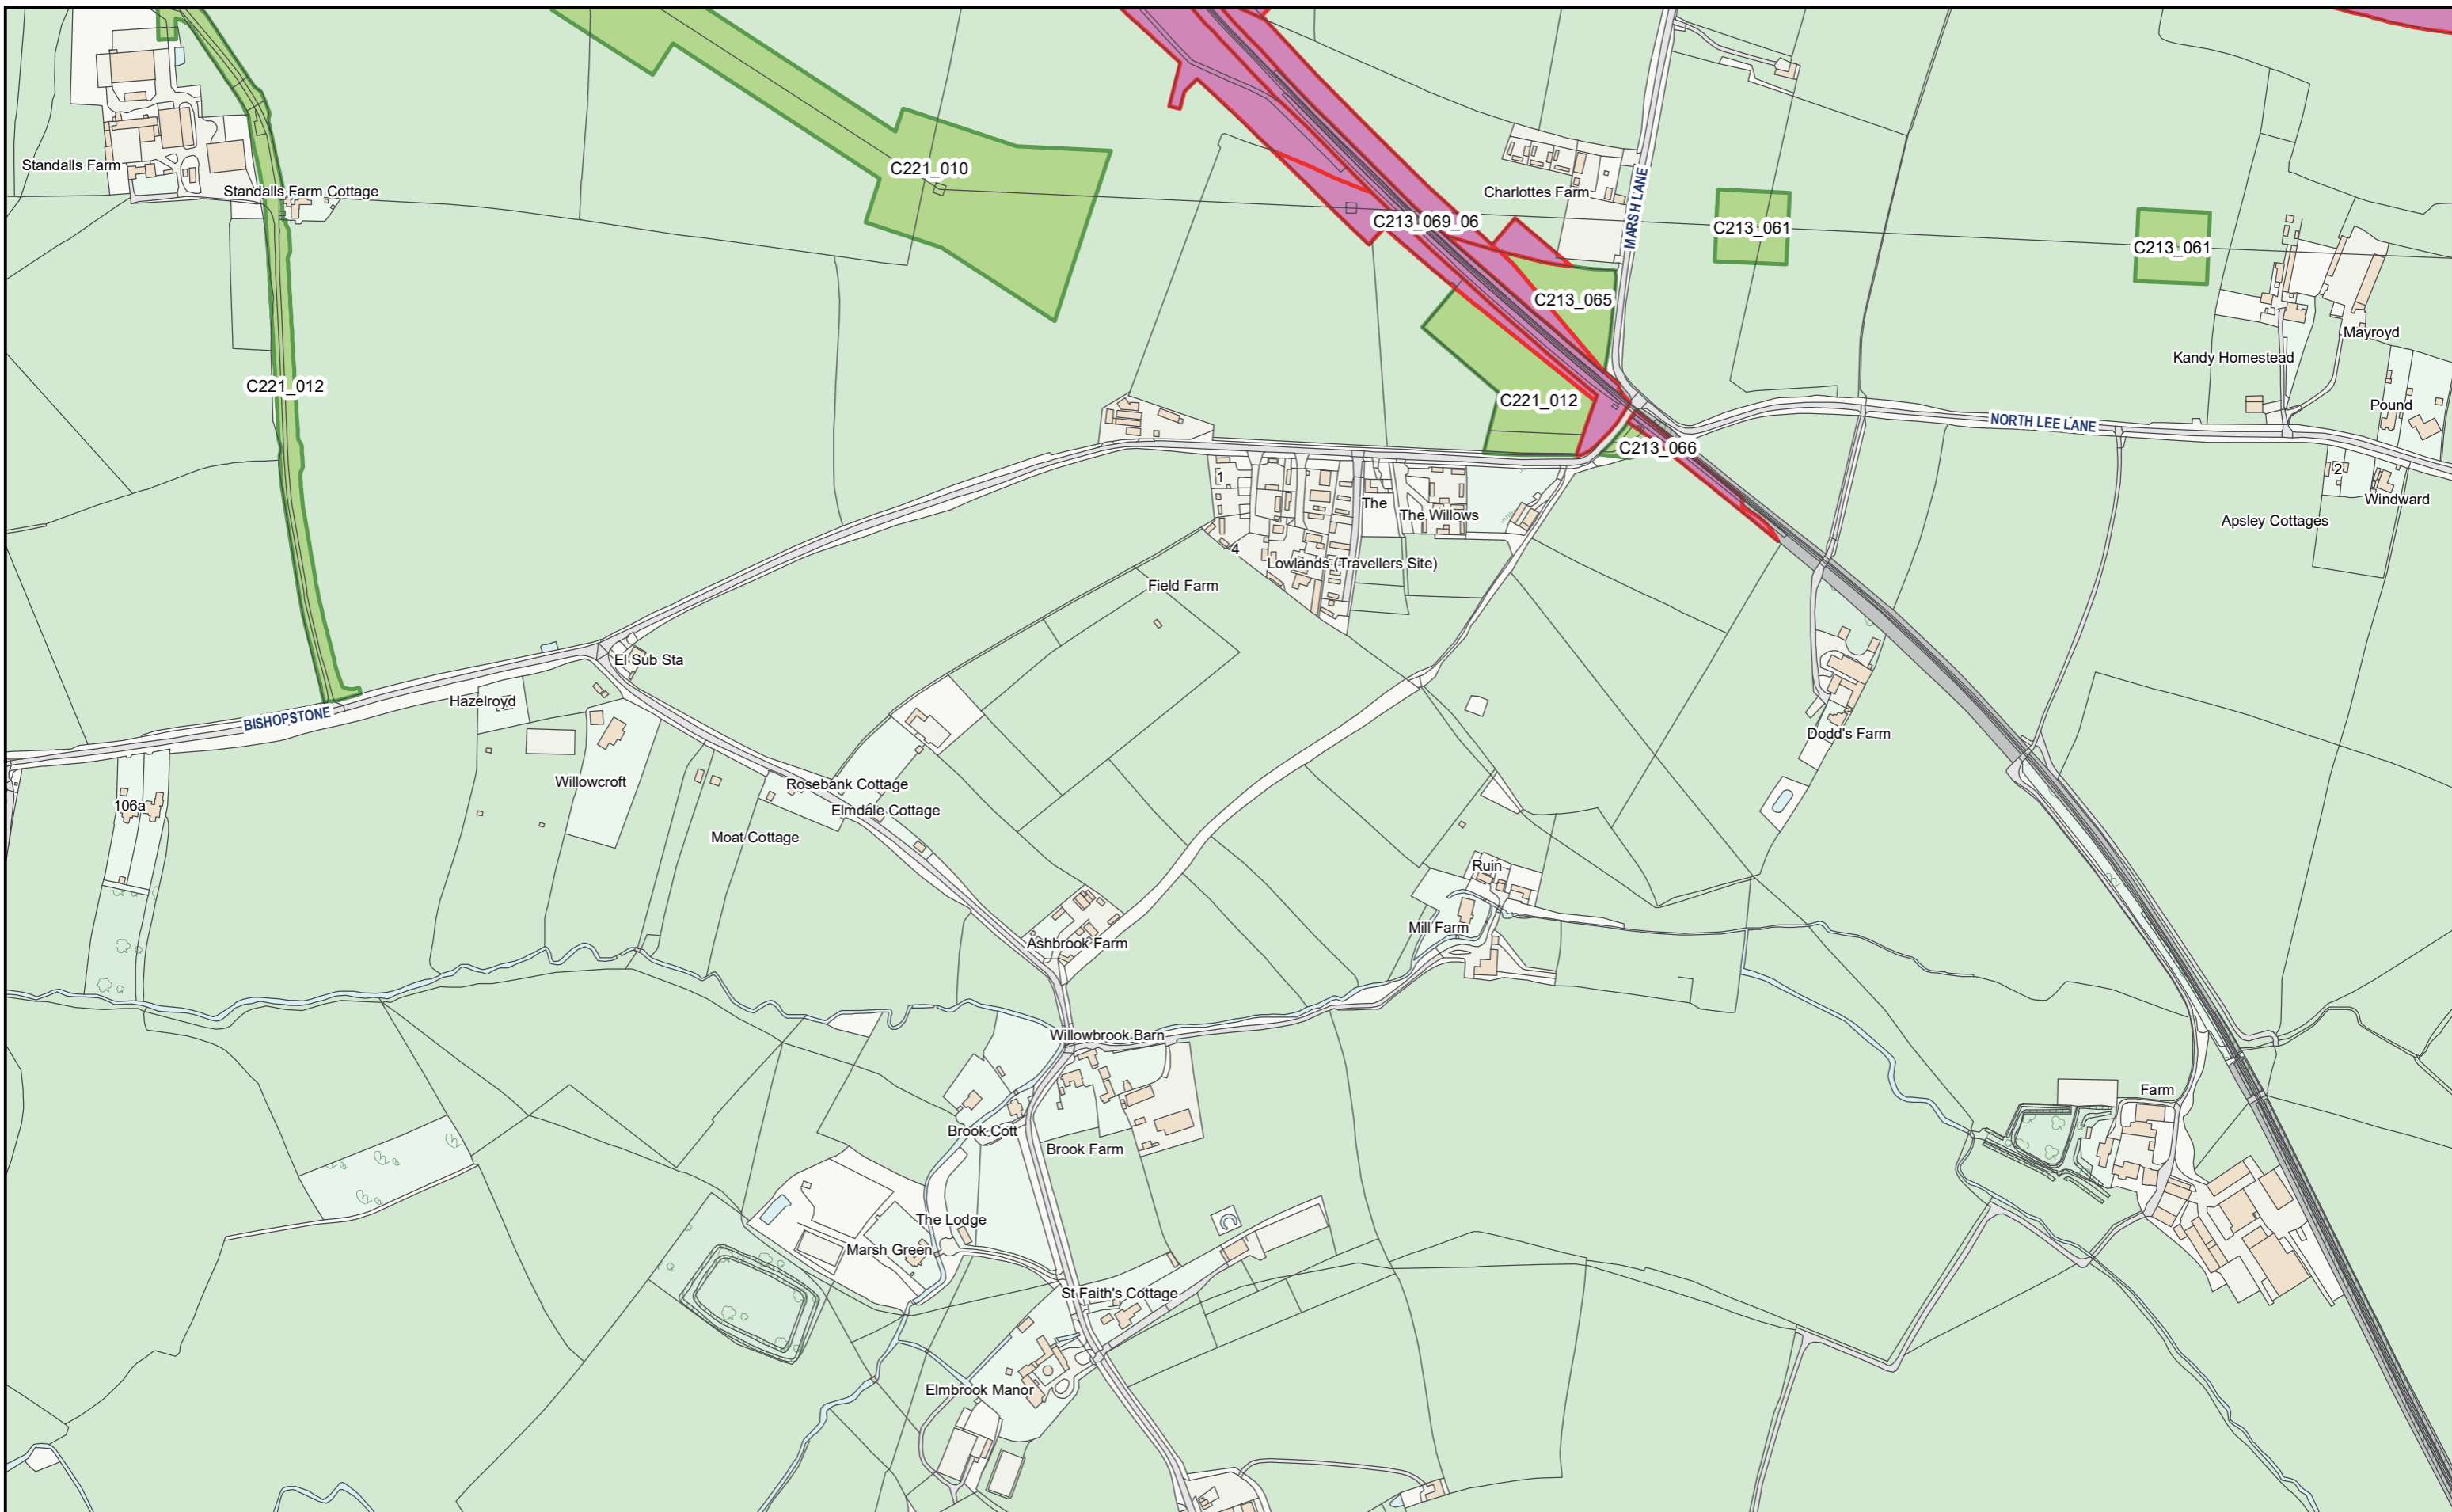 Standalls Farm
Standalls Farm Cottage
C221_010
C213_069_06
Charlottes Farm
MARSH LANE
C213_061
C213_061
C213_065
Mayroyd
Kandy Homestead
C221_012
C221_012
Pound
NORTH LEE LANE
C213_066
1
2
The
The Willows
Windward
Apsley Cottages
4
Lowlands (Travellers Site)
Field Farm
El Sub Sta
Hazelroyd
BISHOPSTONE
Dodd's Farm
Willowcroft
Rosebank Cottage
106a
Elmdale Cottage
Moat Cottage
Ruin
Mill Farm
Ashbrook Farm
Willowbrook Barn
Farm
Brook Cott
Brook Farm
The Lodge
Marsh Green
St Faith's Cottage
Elmbrook Manor